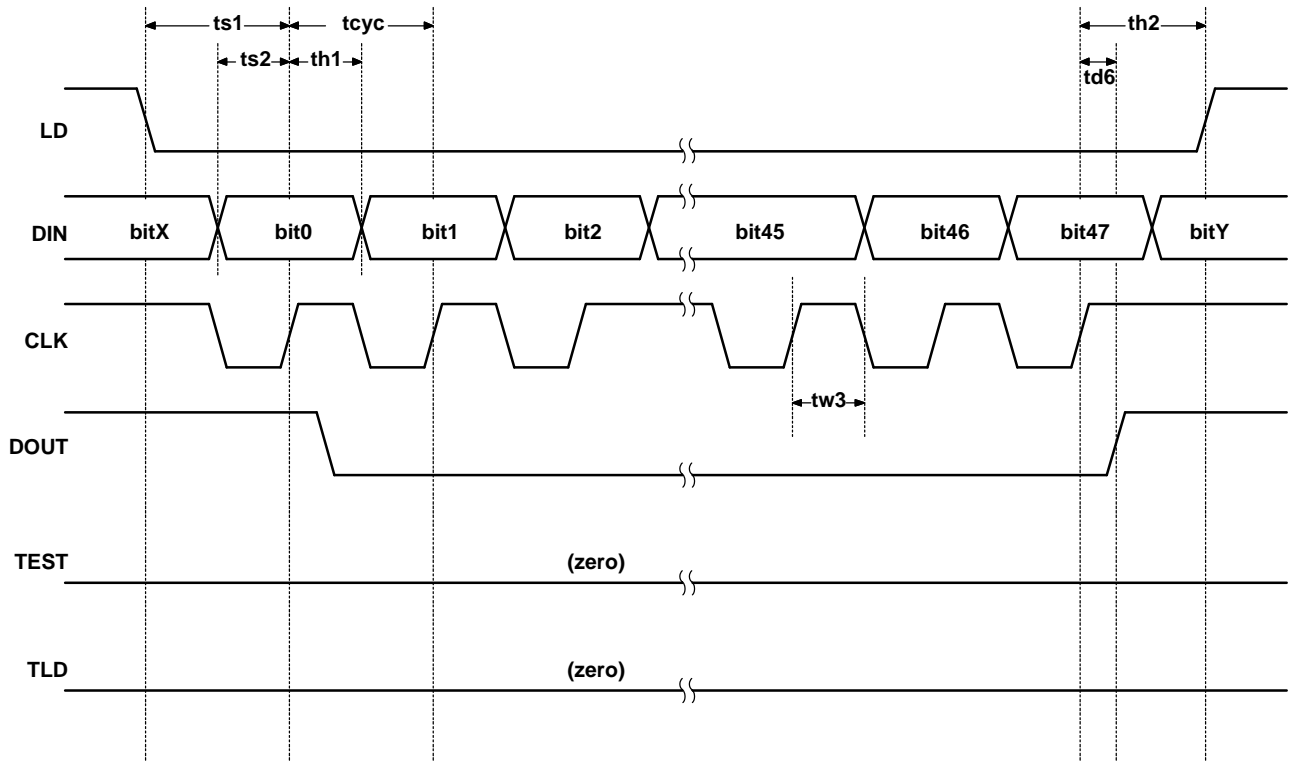 ts1 tcyc th2
ts2 th1 td6
LD
DIN bitX bit0 bit1 bit2 bit45 bit46 bit47 bitY
CLK
tw3
DOUT
TEST (zero)
TLD (zero)